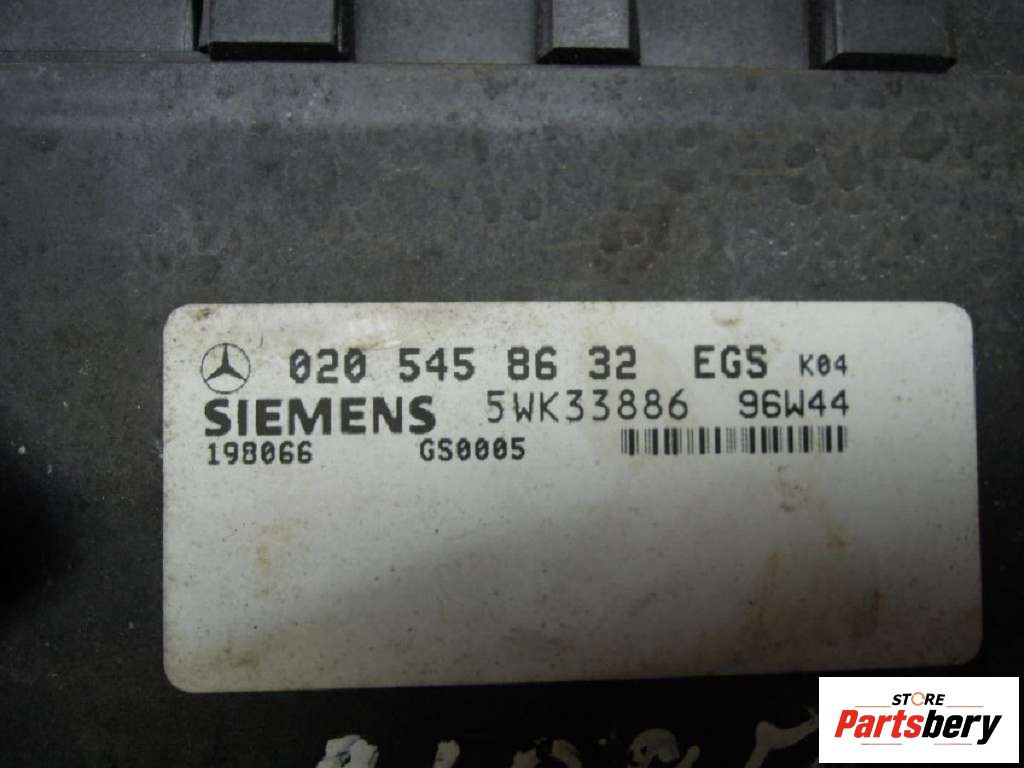 020 545 86 32 EGS K04
SIEMENS 5WK33886 96W44
198066 GS0005
STORE
Partsbery